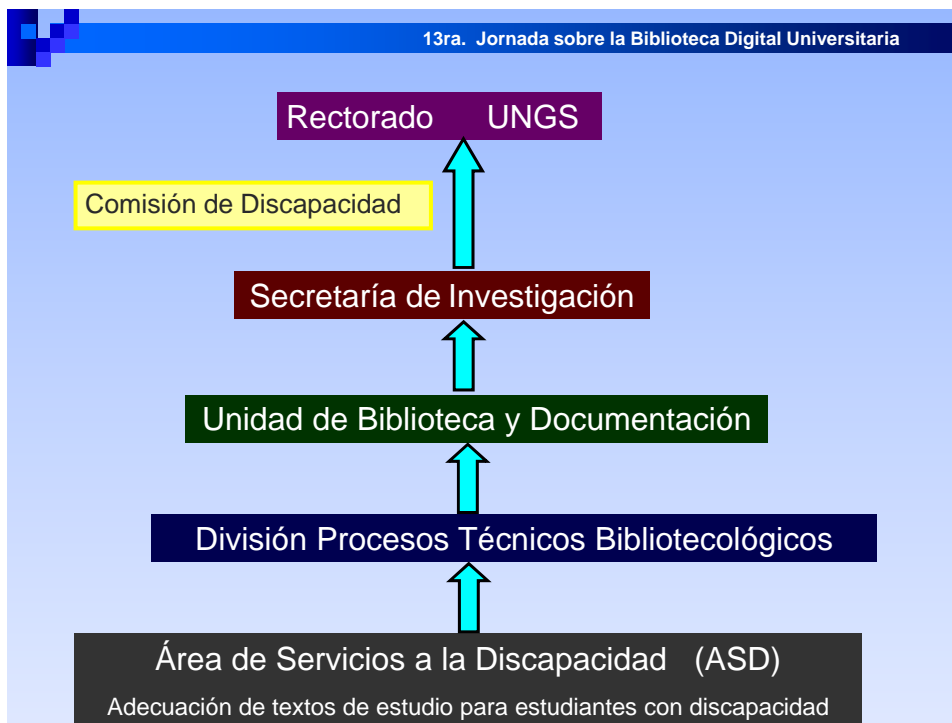 13ra. Jornada sobre la Biblioteca Digital Universitaria
Rectorado UNGS
Comisión de Discapacidad
Secretaría de Investigación
Unidad de Biblioteca y Documentación
División Procesos Técnicos Bibliotecológicos
Área de Servicios a la Discapacidad (ASD)
Adecuación de textos de estudio para estudiantes con discapacidad